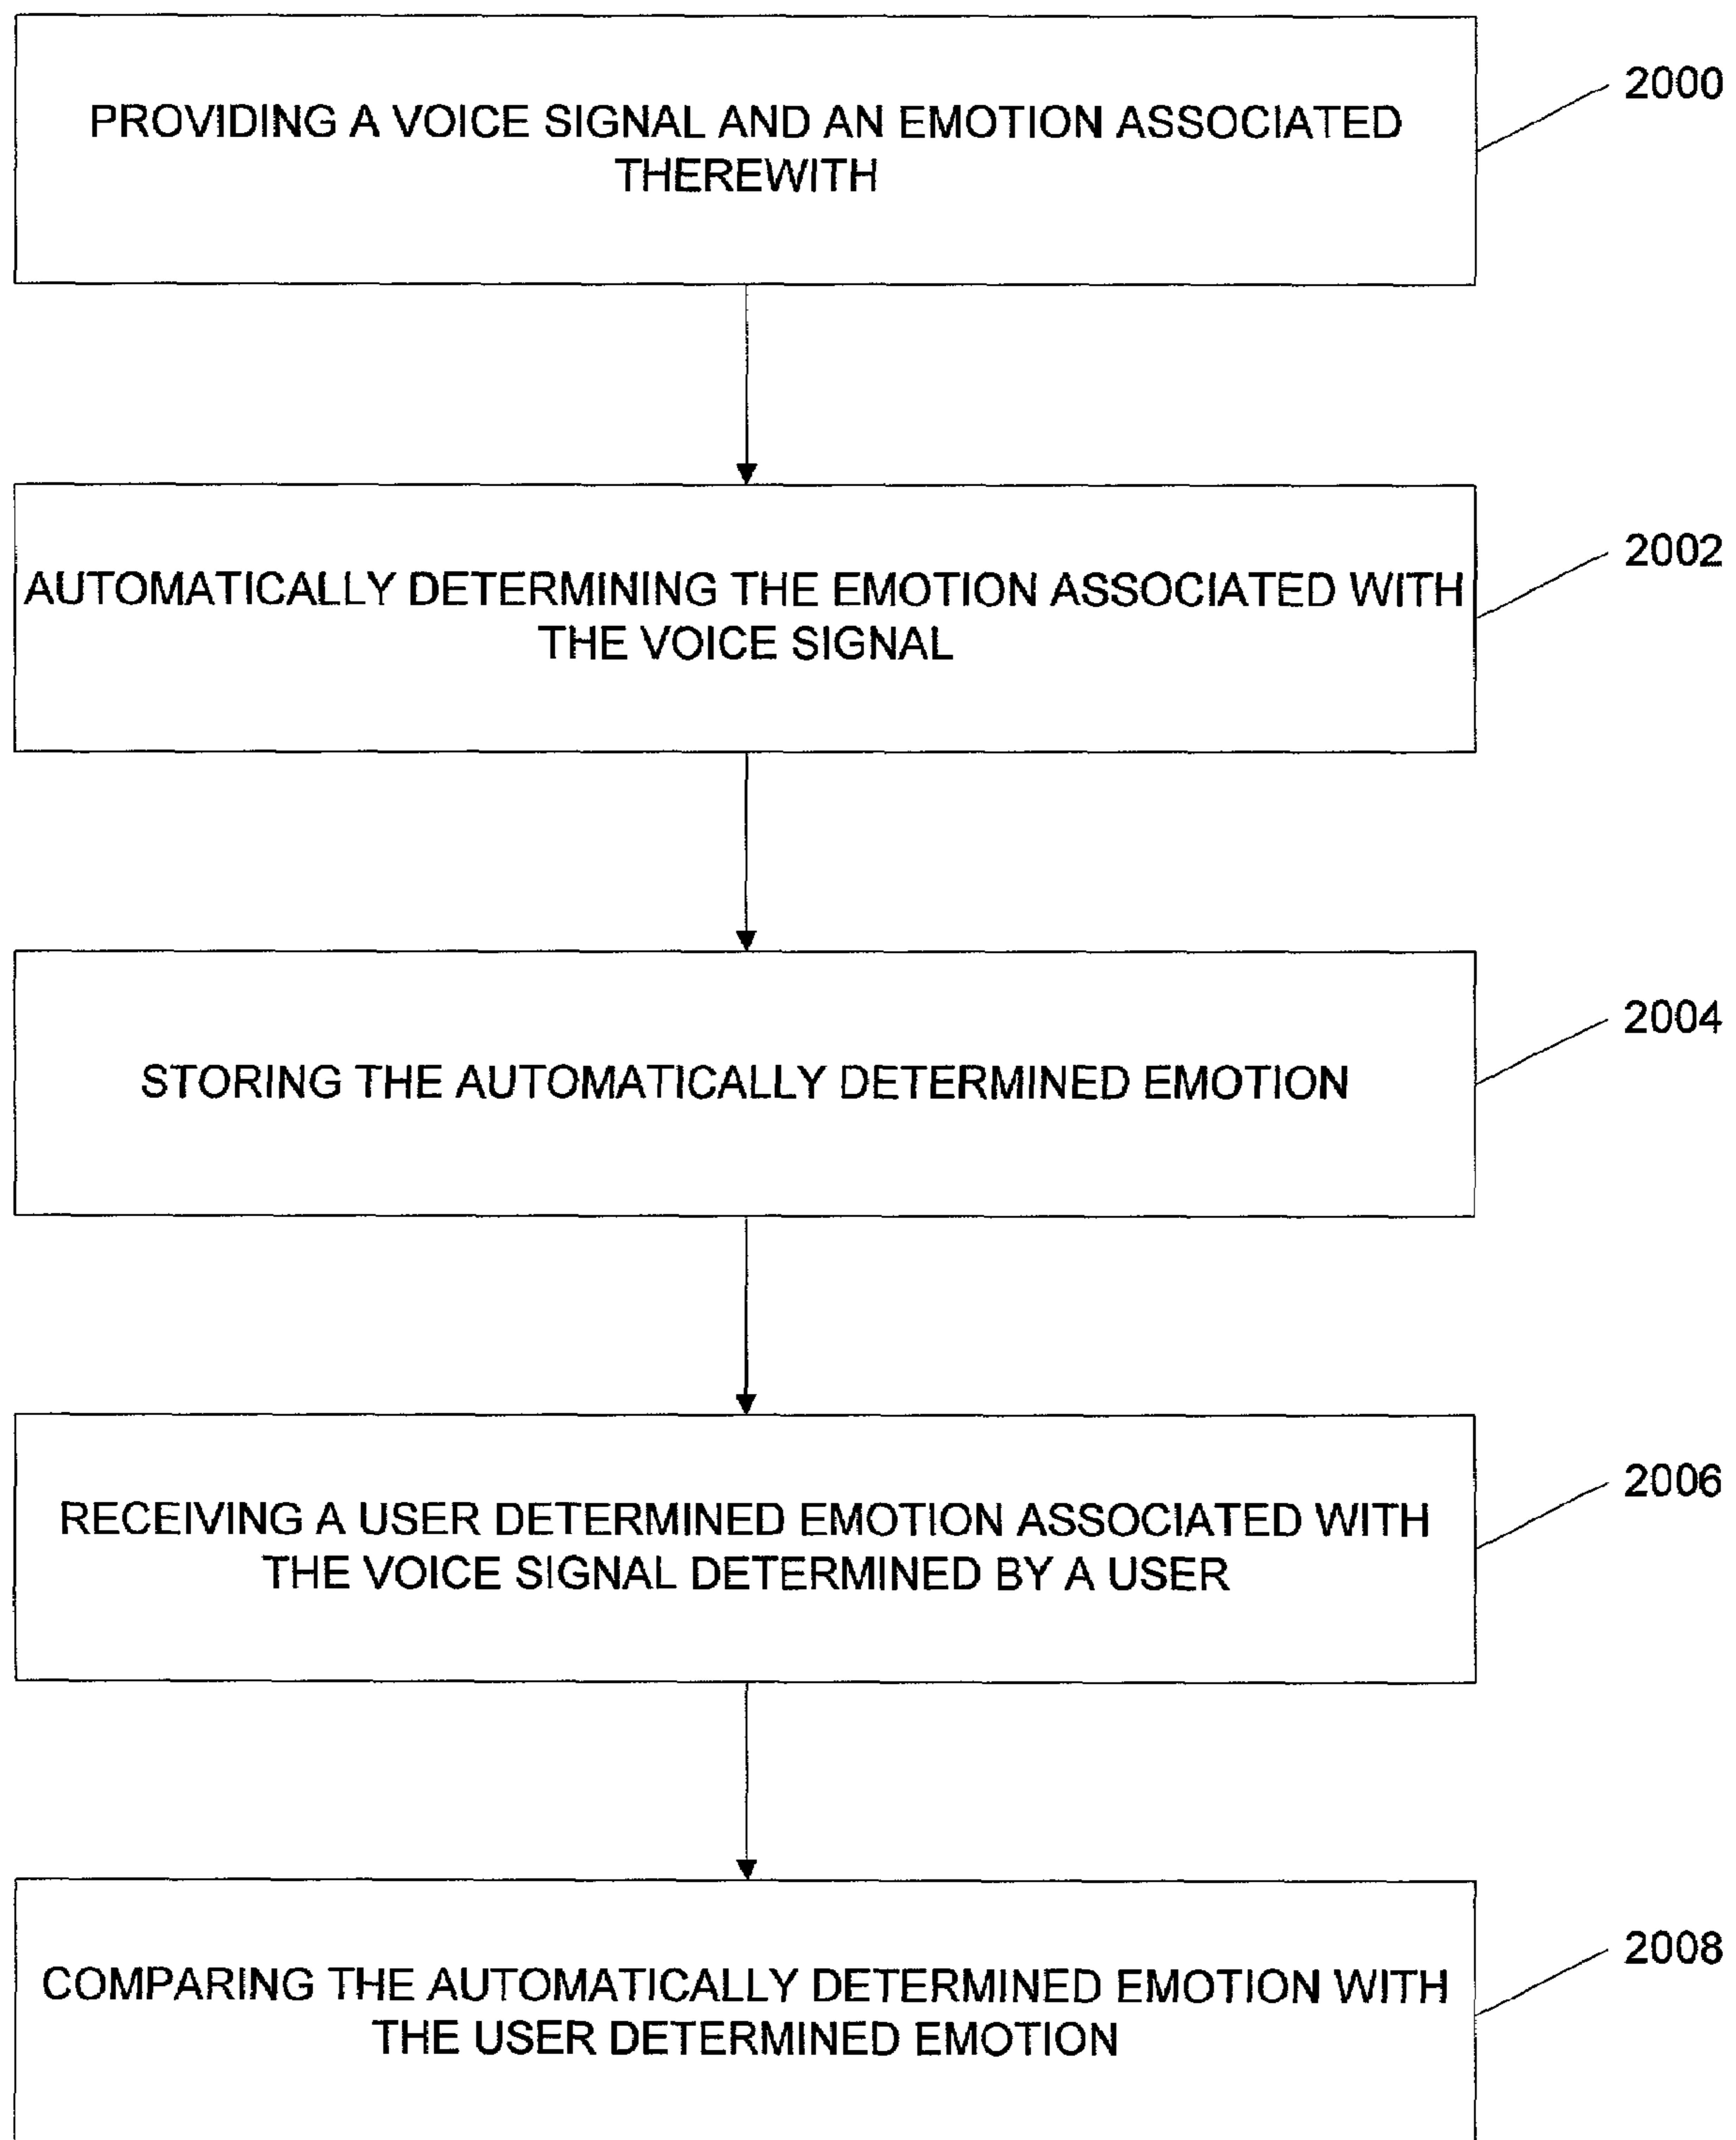 2000
PROVIDING A VOICE SIGNAL AND AN EMOTION ASSOCIATED
THEREWITH
2002
AUTOMATICALLY DETERMINING THE EMOTION ASSOCIATED WITH
THE VOICE SIGNAL
2004
STORING THE AUTOMATICALLY DETERMINED EMOTION
2006
RECEIVING A USER DETERMINED EMOTION ASSOCIATED WITH
THE VOICE SIGNAL DETERMINED BY A USER
2008
COMPARING THE AUTOMATICALLY DETERMINED EMOTION WITH
THE USER DETERMINED EMOTION